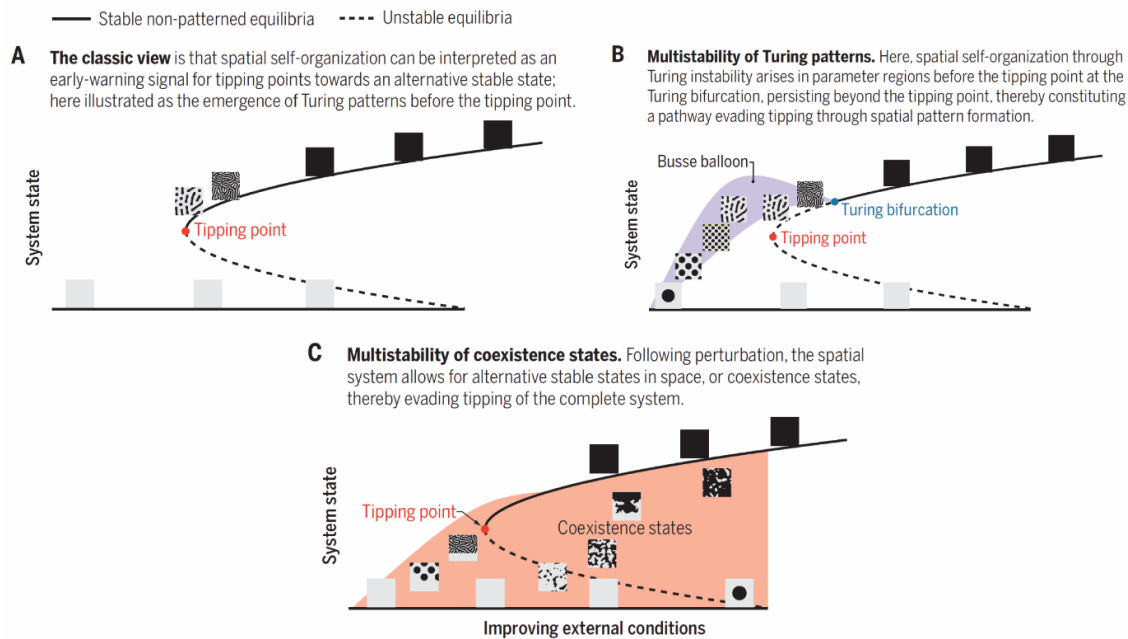 Stable non-patterned equilibria
Unstable equilibria
A
The classic view is that spatial self-organization can be interpreted as an
early-warning signal for tipping points towards an alternative stable state;
here illustrated as the emergence of Turing patterns before the tipping point.
System state
Tipping point
B
Multistability of Turing patterns. Here, spatial self-organization through
Turing instability arises in parameter regions before the tipping point at the
Turing bifurcation, persisting beyond the tipping point, thereby constituting
a pathway evading tipping through spatial pattern formation.
Busse balloon
System state
Turing bifurcation
Tipping point
C
Multistability of coexistence states. Following perturbation, the spatial
system allows for alternative stable states in space, or coexistence states,
thereby evading tipping of the complete system.
System state
Tipping point
Coexistence states
Improving external conditions